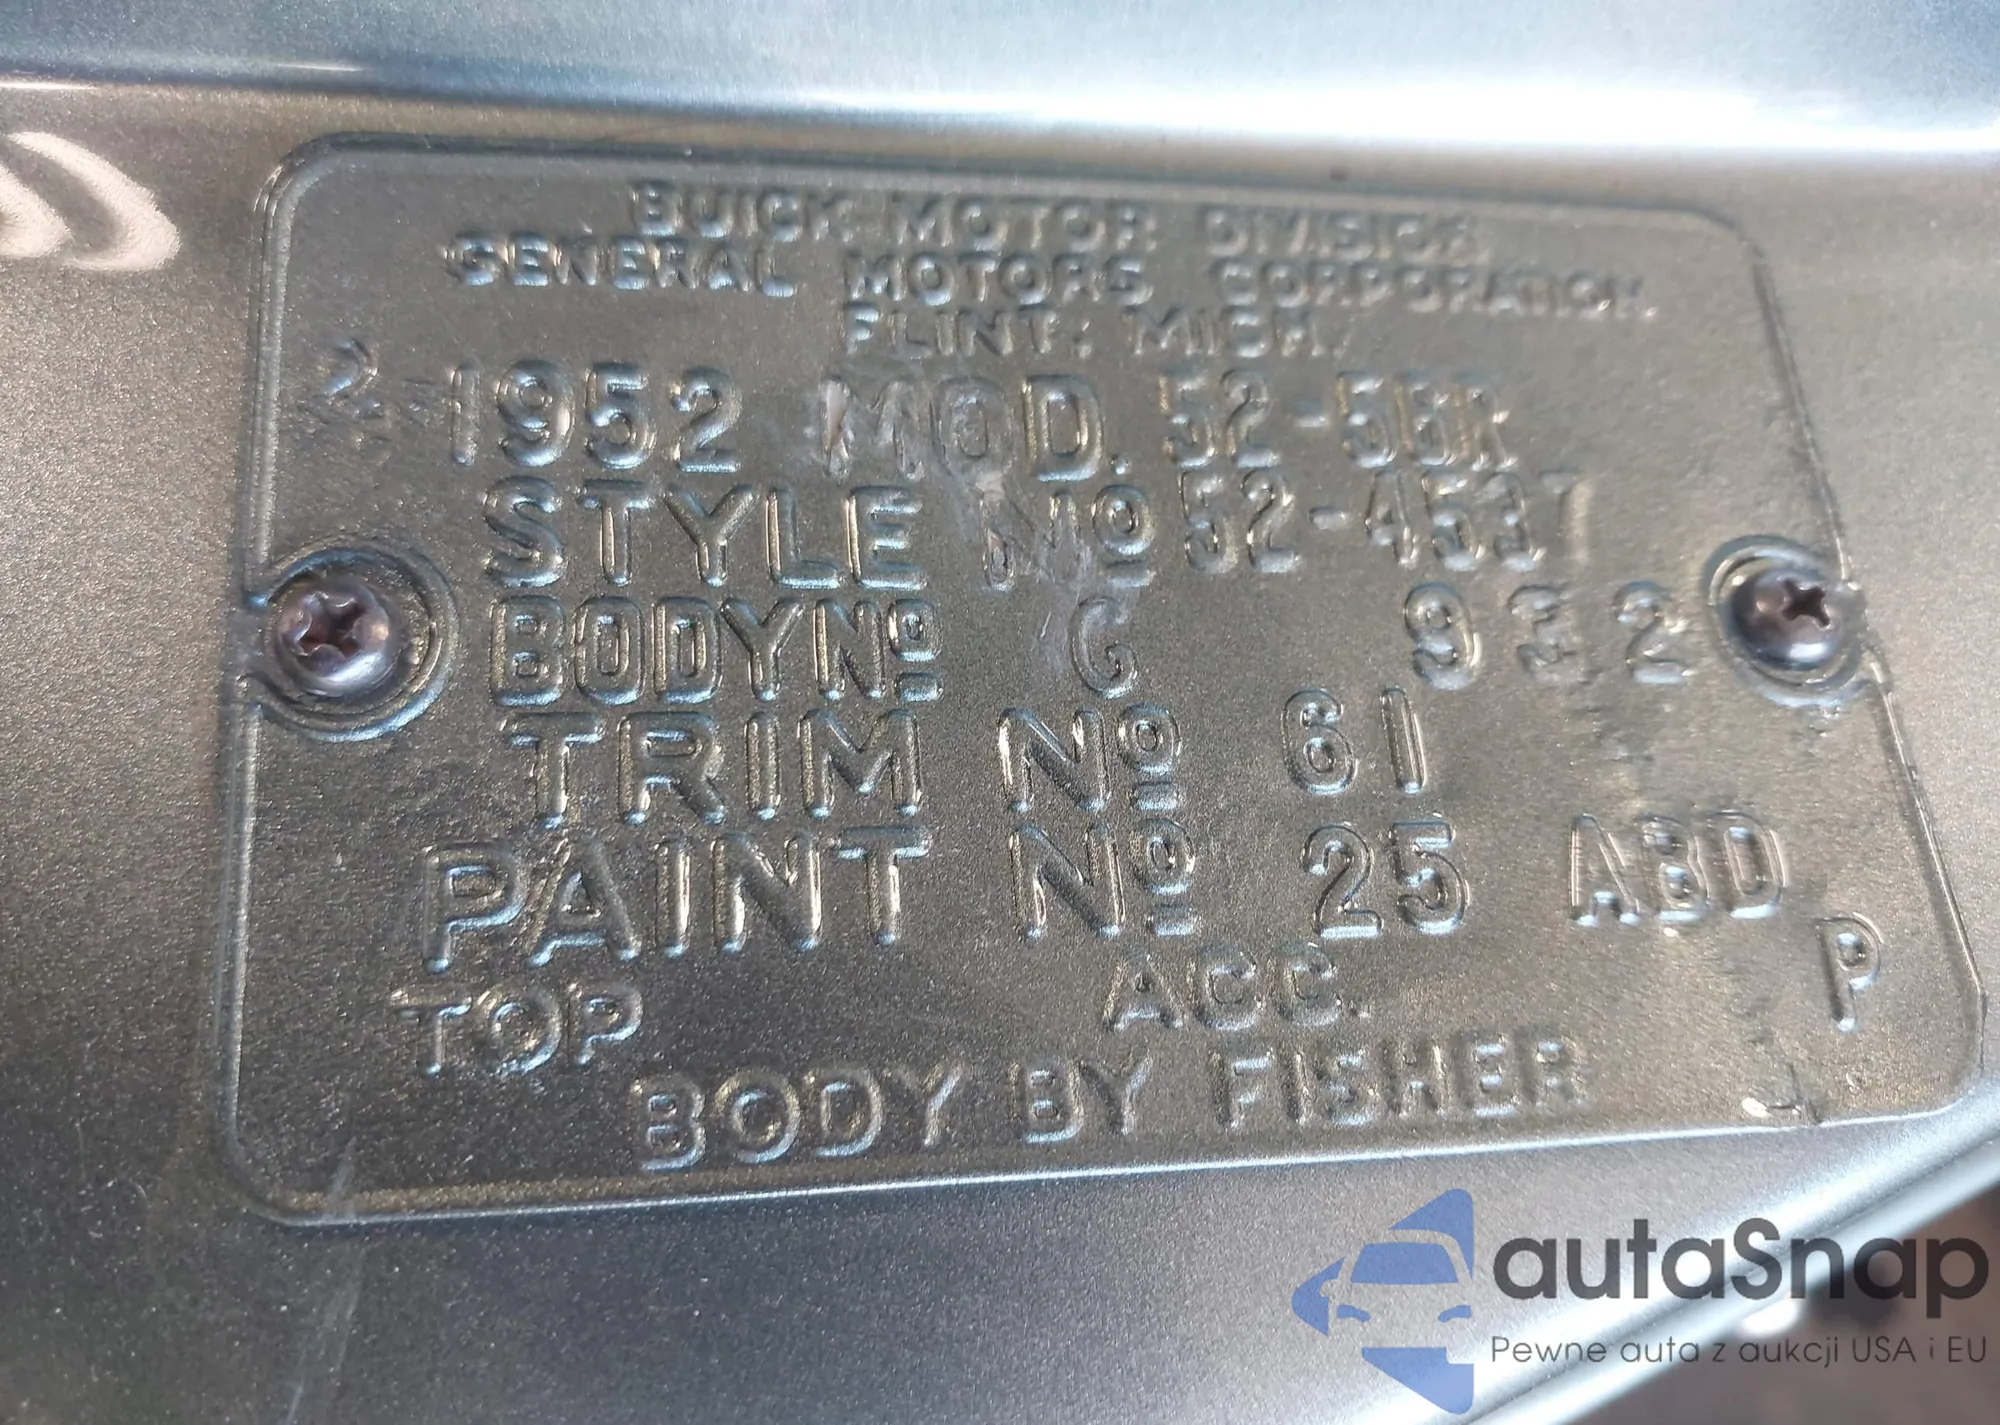 BUICK MOTOR DIVISION
GENERAL MOTORS CORPORATION.
FLINT, MICH.
2-1952 MOD. 52-56R
STYLE Nº 52-4537
BODY Nº G 932
TRIM Nº 61
PAINT Nº 25 ABD
TOP ACC. P
BODY BY FISHER
autaSnap
Pewne auta z aukcji USA i EU